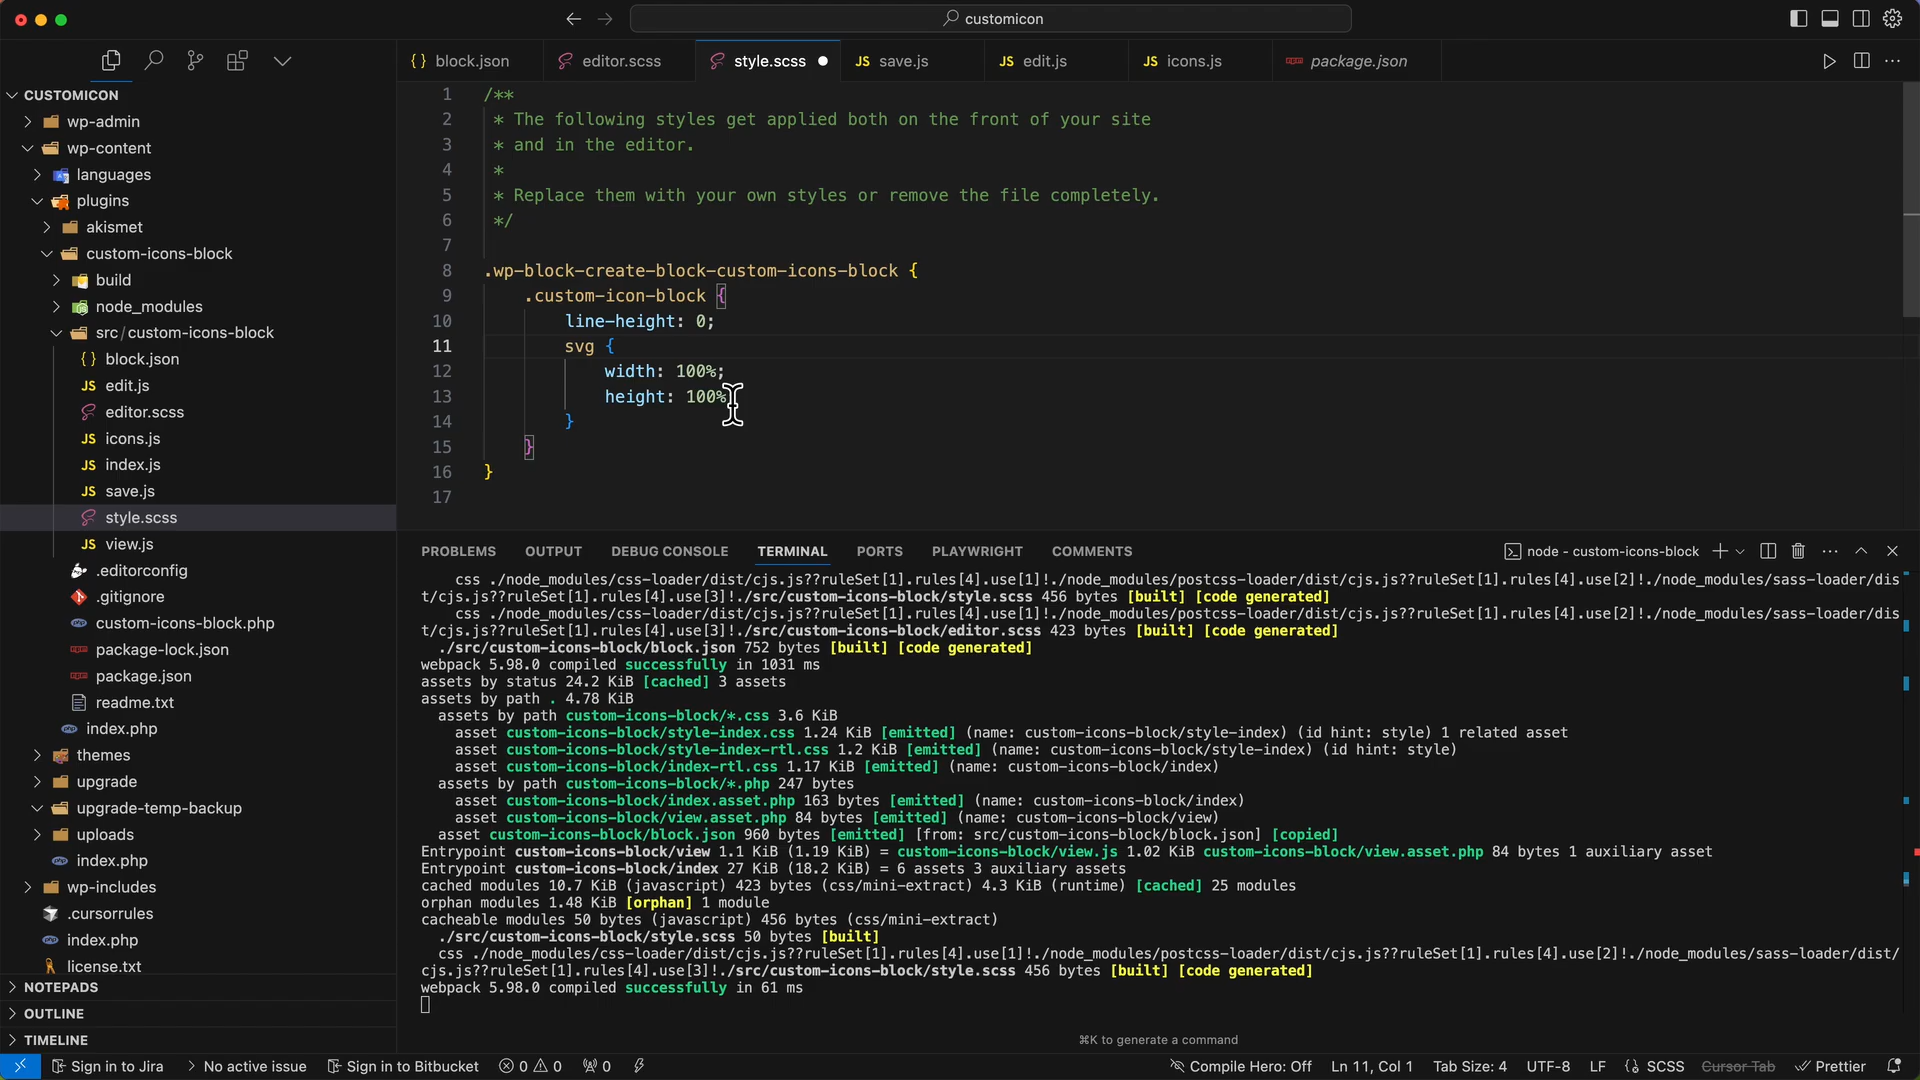 customicon
block.json
editor.scss
style.scss
JS save.js
JS edit.js
JS icons.js
package.json
CUSTOMICON
wp-admin
wp-content
languages
plugins
akismet
custom-icons-block
build
node_modules
src/custom-icons-block
{} block.json
JS edit.js
editor.scss
JS icons.js
JS index.js
JS save.js
style.scss
JS view.js
.editorconfig
.gitignore
custom-icons-block.php
package-lock.json
package.json
readme.txt
index.php
themes
upgrade
upgrade-temp-backup
uploads
index.php
wp-includes
.cursorrules
index.php
license.txt
NOTEPADS
OUTLINE
TIMELINE
1 /**
2 * The following styles get applied both on the front of your site
3 * and in the editor.
4 *
5 * Replace them with your own styles or remove the file completely.
6 */
7
8 .wp-block-create-block-custom-icons-block {
9 .custom-icon-block {
10 line-height: 0;
11 svg {
12 width: 100%;
13 height: 100%
14 }
15 }
16 }
17
PROBLEMS OUTPUT DEBUG CONSOLE TERMINAL PORTS PLAYWRIGHT COMMENTS
node - custom-icons-block
css ./node_modules/css-loader/dist/cjs.js??ruleSet[1].rules[4].use[1]!./node_modules/postcss-loader/dist/cjs.js??ruleSet[1].rules[4].use[2]!./node_modules/sass-loader/dis
t/cjs.js??ruleSet[1].rules[4].use[3]!./src/custom-icons-block/style.scss 456 bytes [built] [code generated]
css ./node_modules/css-loader/dist/cjs.js??ruleSet[1].rules[4].use[1]!./node_modules/postcss-loader/dist/cjs.js??ruleSet[1].rules[4].use[2]!./node_modules/sass-loader/dis
t/cjs.js??ruleSet[1].rules[4].use[3]!./src/custom-icons-block/editor.scss 423 bytes [built] [code generated]
./src/custom-icons-block/block.json 752 bytes [built] [code generated]
webpack 5.98.0 compiled successfully in 1031 ms
assets by status 24.2 KiB [cached] 3 assets
assets by path . 4.78 KiB
assets by path custom-icons-block/*.css 3.6 KiB
asset custom-icons-block/style-index.css 1.24 KiB [emitted] (name: custom-icons-block/style-index) (id hint: style) 1 related asset
asset custom-icons-block/style-index-rtl.css 1.2 KiB [emitted] (name: custom-icons-block/style-index) (id hint: style)
asset custom-icons-block/index-rtl.css 1.17 KiB [emitted] (name: custom-icons-block/index)
assets by path custom-icons-block/*.php 247 bytes
asset custom-icons-block/index.asset.php 163 bytes [emitted] (name: custom-icons-block/index)
asset custom-icons-block/view.asset.php 84 bytes [emitted] (name: custom-icons-block/view)
asset custom-icons-block/block.json 960 bytes [emitted] [from: src/custom-icons-block/block.json] [copied]
Entrypoint custom-icons-block/view 1.1 KiB (1.19 KiB) = custom-icons-block/view.js 1.02 KiB custom-icons-block/view.asset.php 84 bytes 1 auxiliary asset
Entrypoint custom-icons-block/index 27 KiB (18.2 KiB) = 6 assets 3 auxiliary assets
cached modules 10.7 KiB (javascript) 423 bytes (css/mini-extract) 4.3 KiB (runtime) [cached] 25 modules
orphan modules 1.48 KiB [orphan] 1 module
cacheable modules 50 bytes (javascript) 456 bytes (css/mini-extract)
./src/custom-icons-block/style.scss 50 bytes [built]
css ./node_modules/css-loader/dist/cjs.js??ruleSet[1].rules[4].use[1]!./node_modules/postcss-loader/dist/cjs.js??ruleSet[1].rules[4].use[2]!./node_modules/sass-loader/dist/
cjs.js??ruleSet[1].rules[4].use[3]!./src/custom-icons-block/style.scss 456 bytes [built] [code generated]
webpack 5.98.0 compiled successfully in 61 ms
⌘K to generate a command
Sign in to Jira No active issue Sign in to Bitbucket 0 0 0 Compile Hero: Off Ln 11, Col 1 Tab Size: 4 UTF-8 LF {} SCSS Cursor Tab Prettier